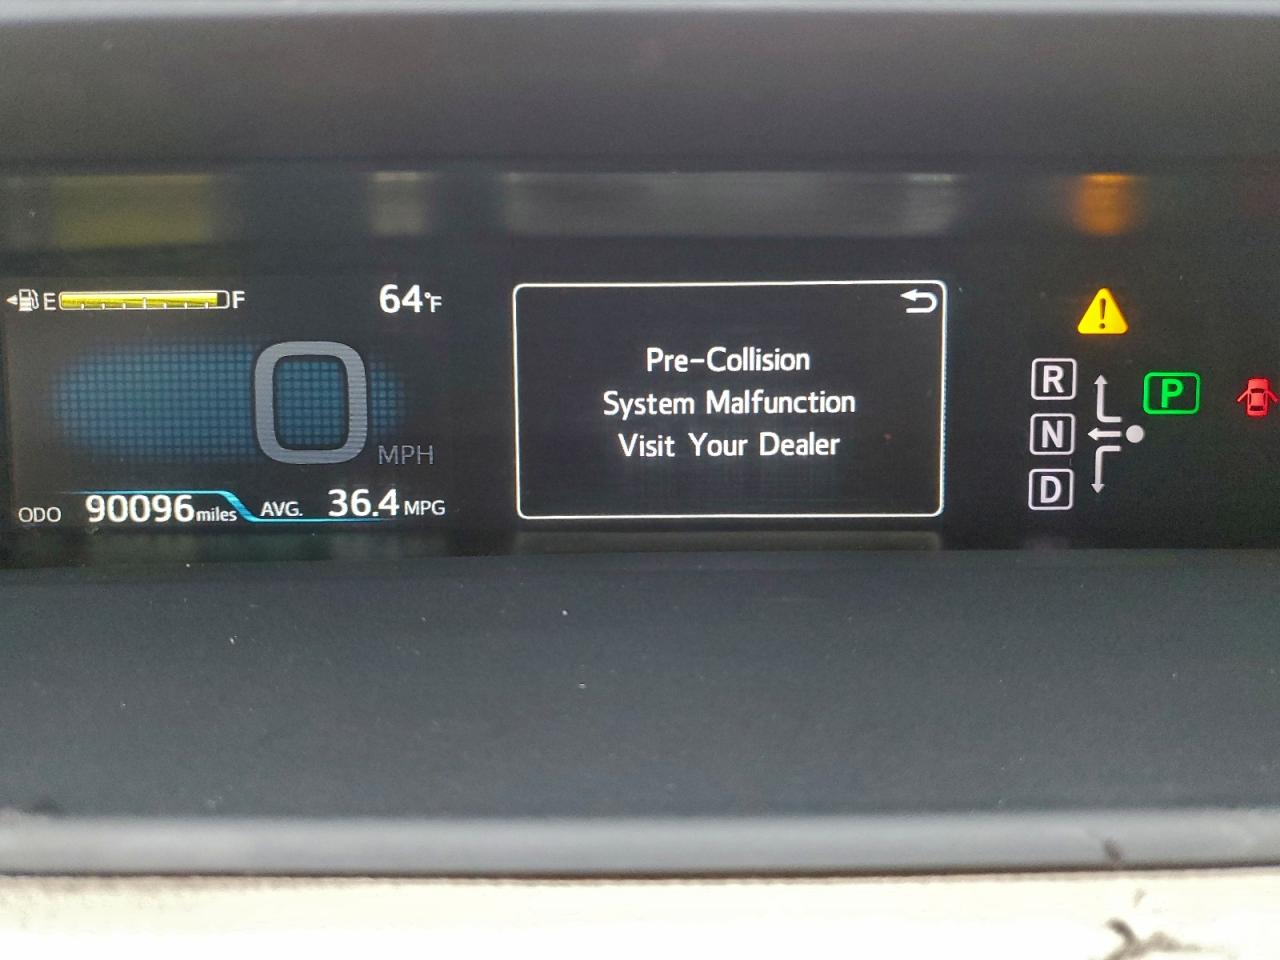 E F 64°F
0 MPH
ODO 90096 miles AVG. 36.4 MPG
Pre-Collision
System Malfunction
Visit Your Dealer
!
R
P
N
D